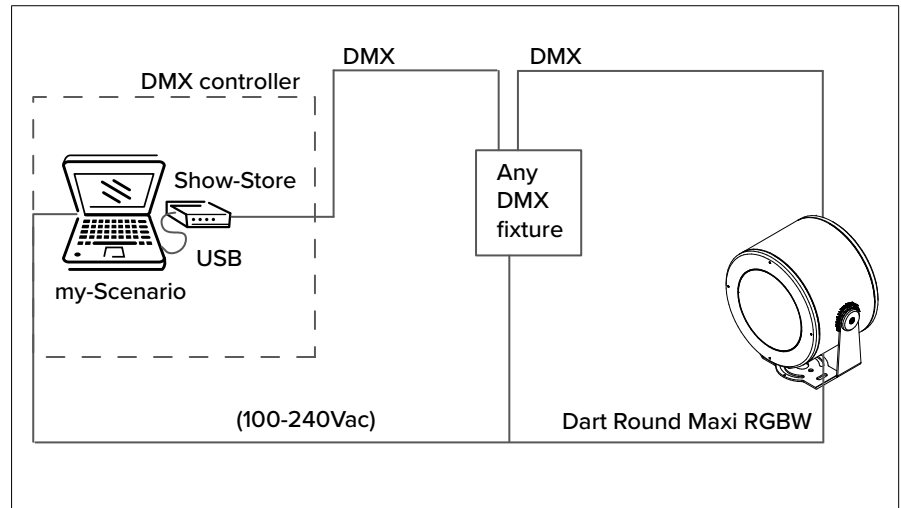 DMX
DMX
DMX controller
Show-Store
USB
my-Scenario
Any
DMX
fixture
(100-240Vac)
Dart Round Maxi RGBW